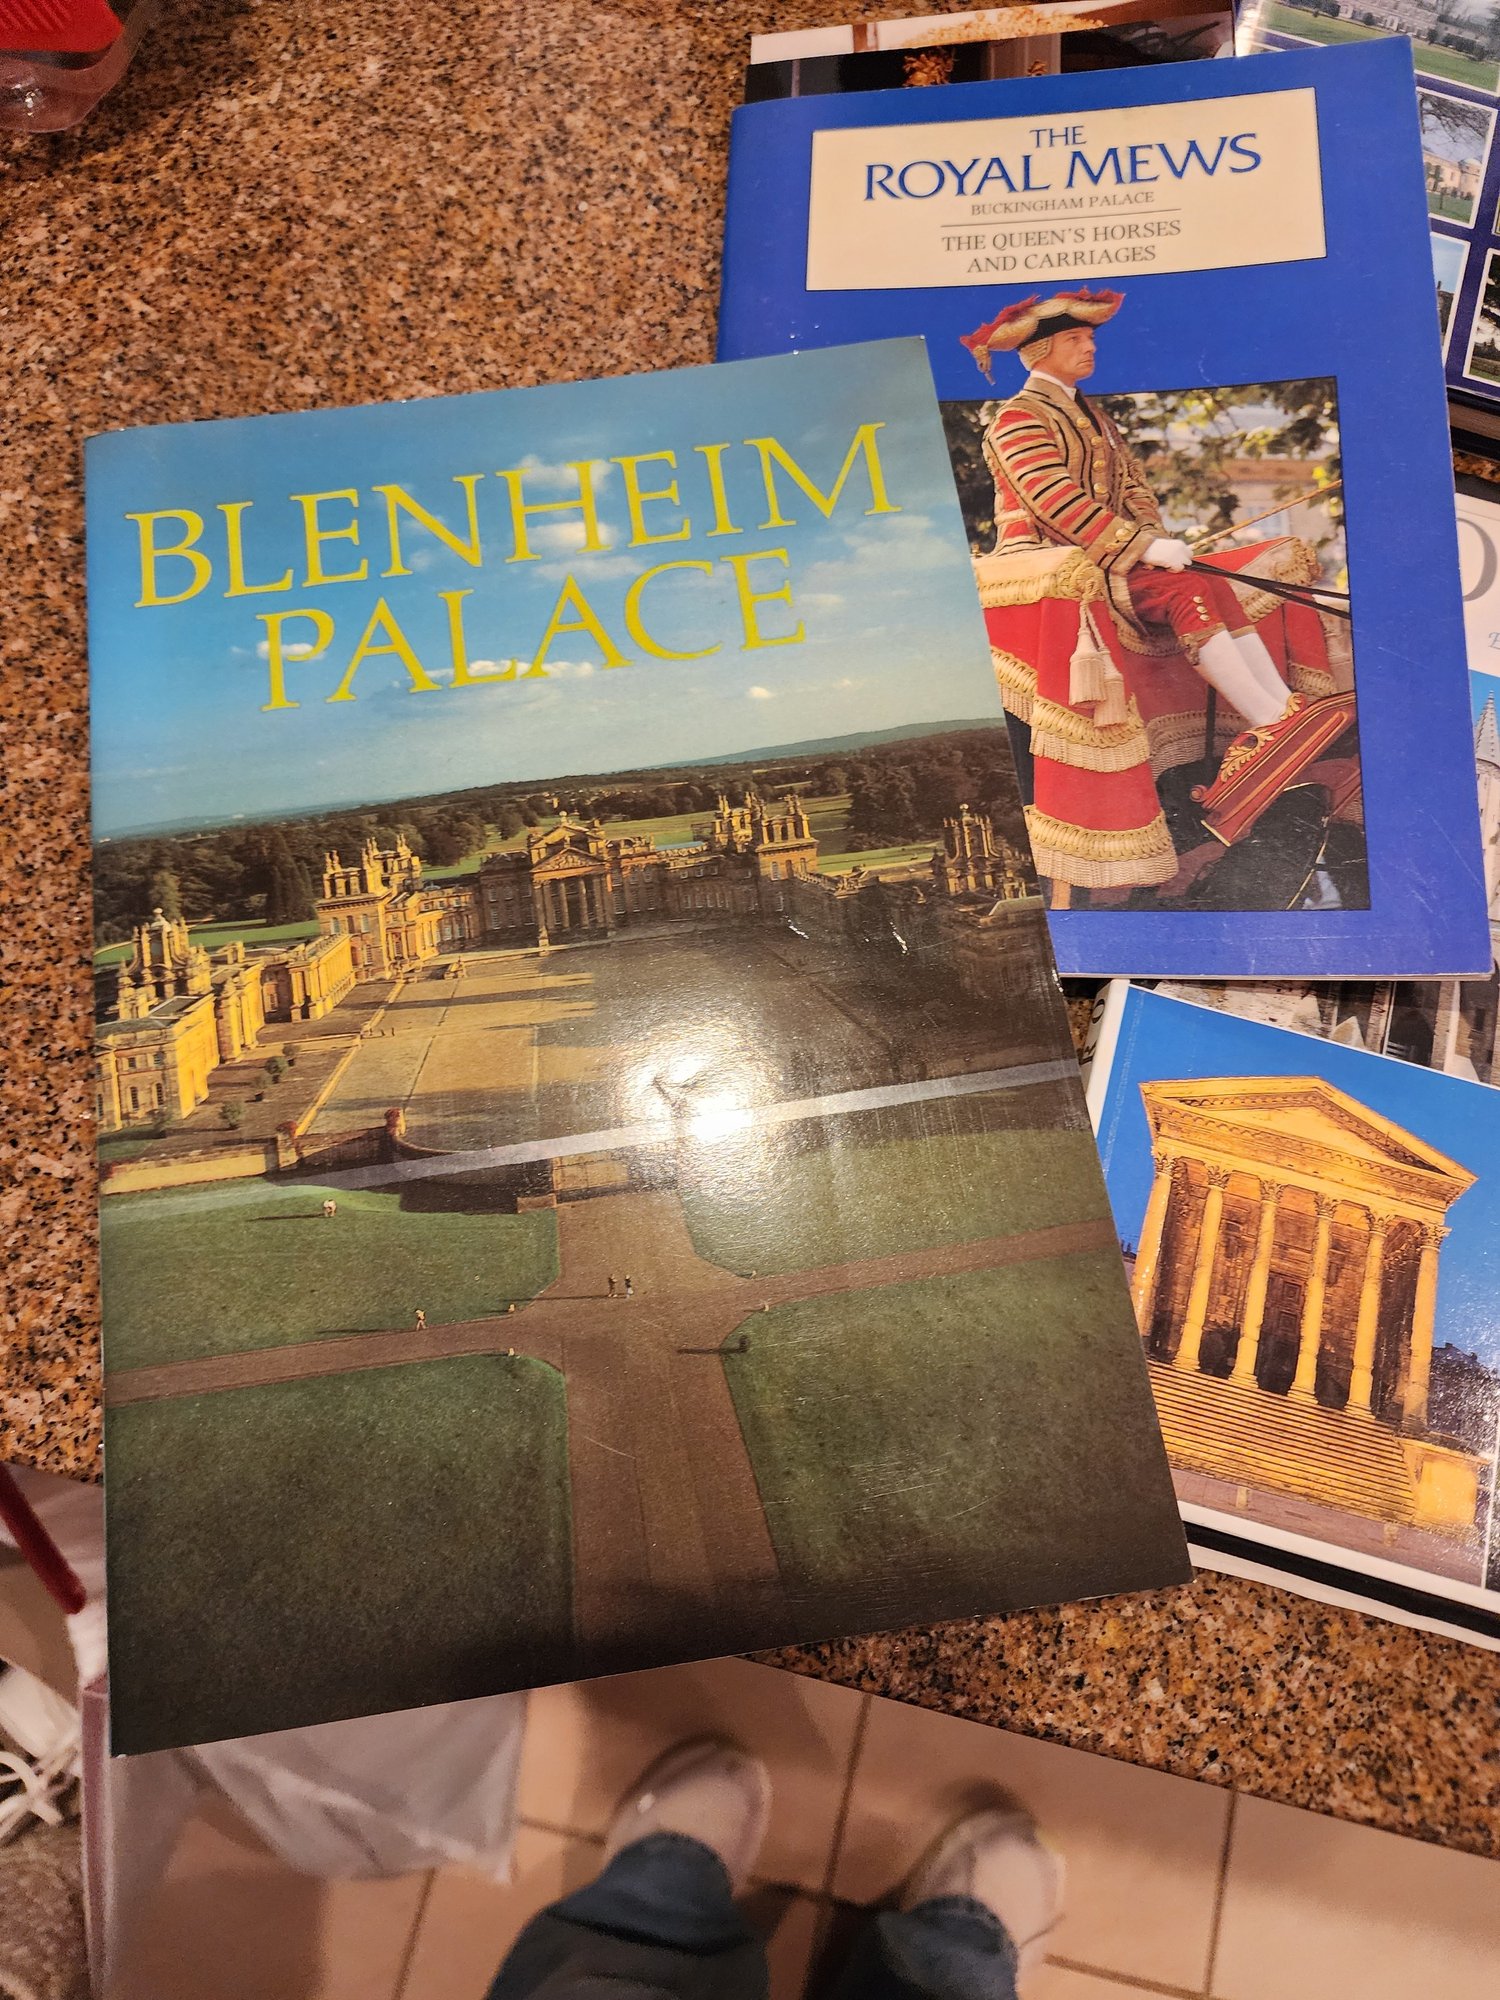 BLENHEIM
PALACE
THE
ROYAL MEWS
BUCKINGHAM PALACE
THE QUEEN'S HORSES
AND CARRIAGES